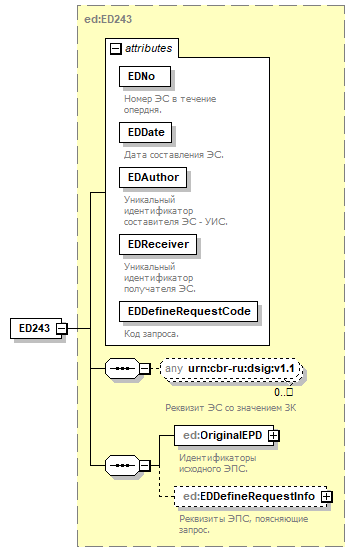 ed:ED243
attributes
EDNo
Номер ЭС в течение
опердня.
EDDate
Дата составления ЭС.
EDAuthor
Уникальный
идентификатор
составителя ЭС - УИС.
EDReceiver
Уникальный
идентификатор
получателя ЭС.
EDDefineRequestCode
Код запроса.
ED243
any urn:cbr-ru:dsig:v1.1
0..
Реквизит ЭС со значением ЗК
ed:OriginalEPD
Идентификаторы
исходного ЭПС.
ed:EDDefineRequestInfo
Реквизиты ЭПС, поясняющие
запрос.